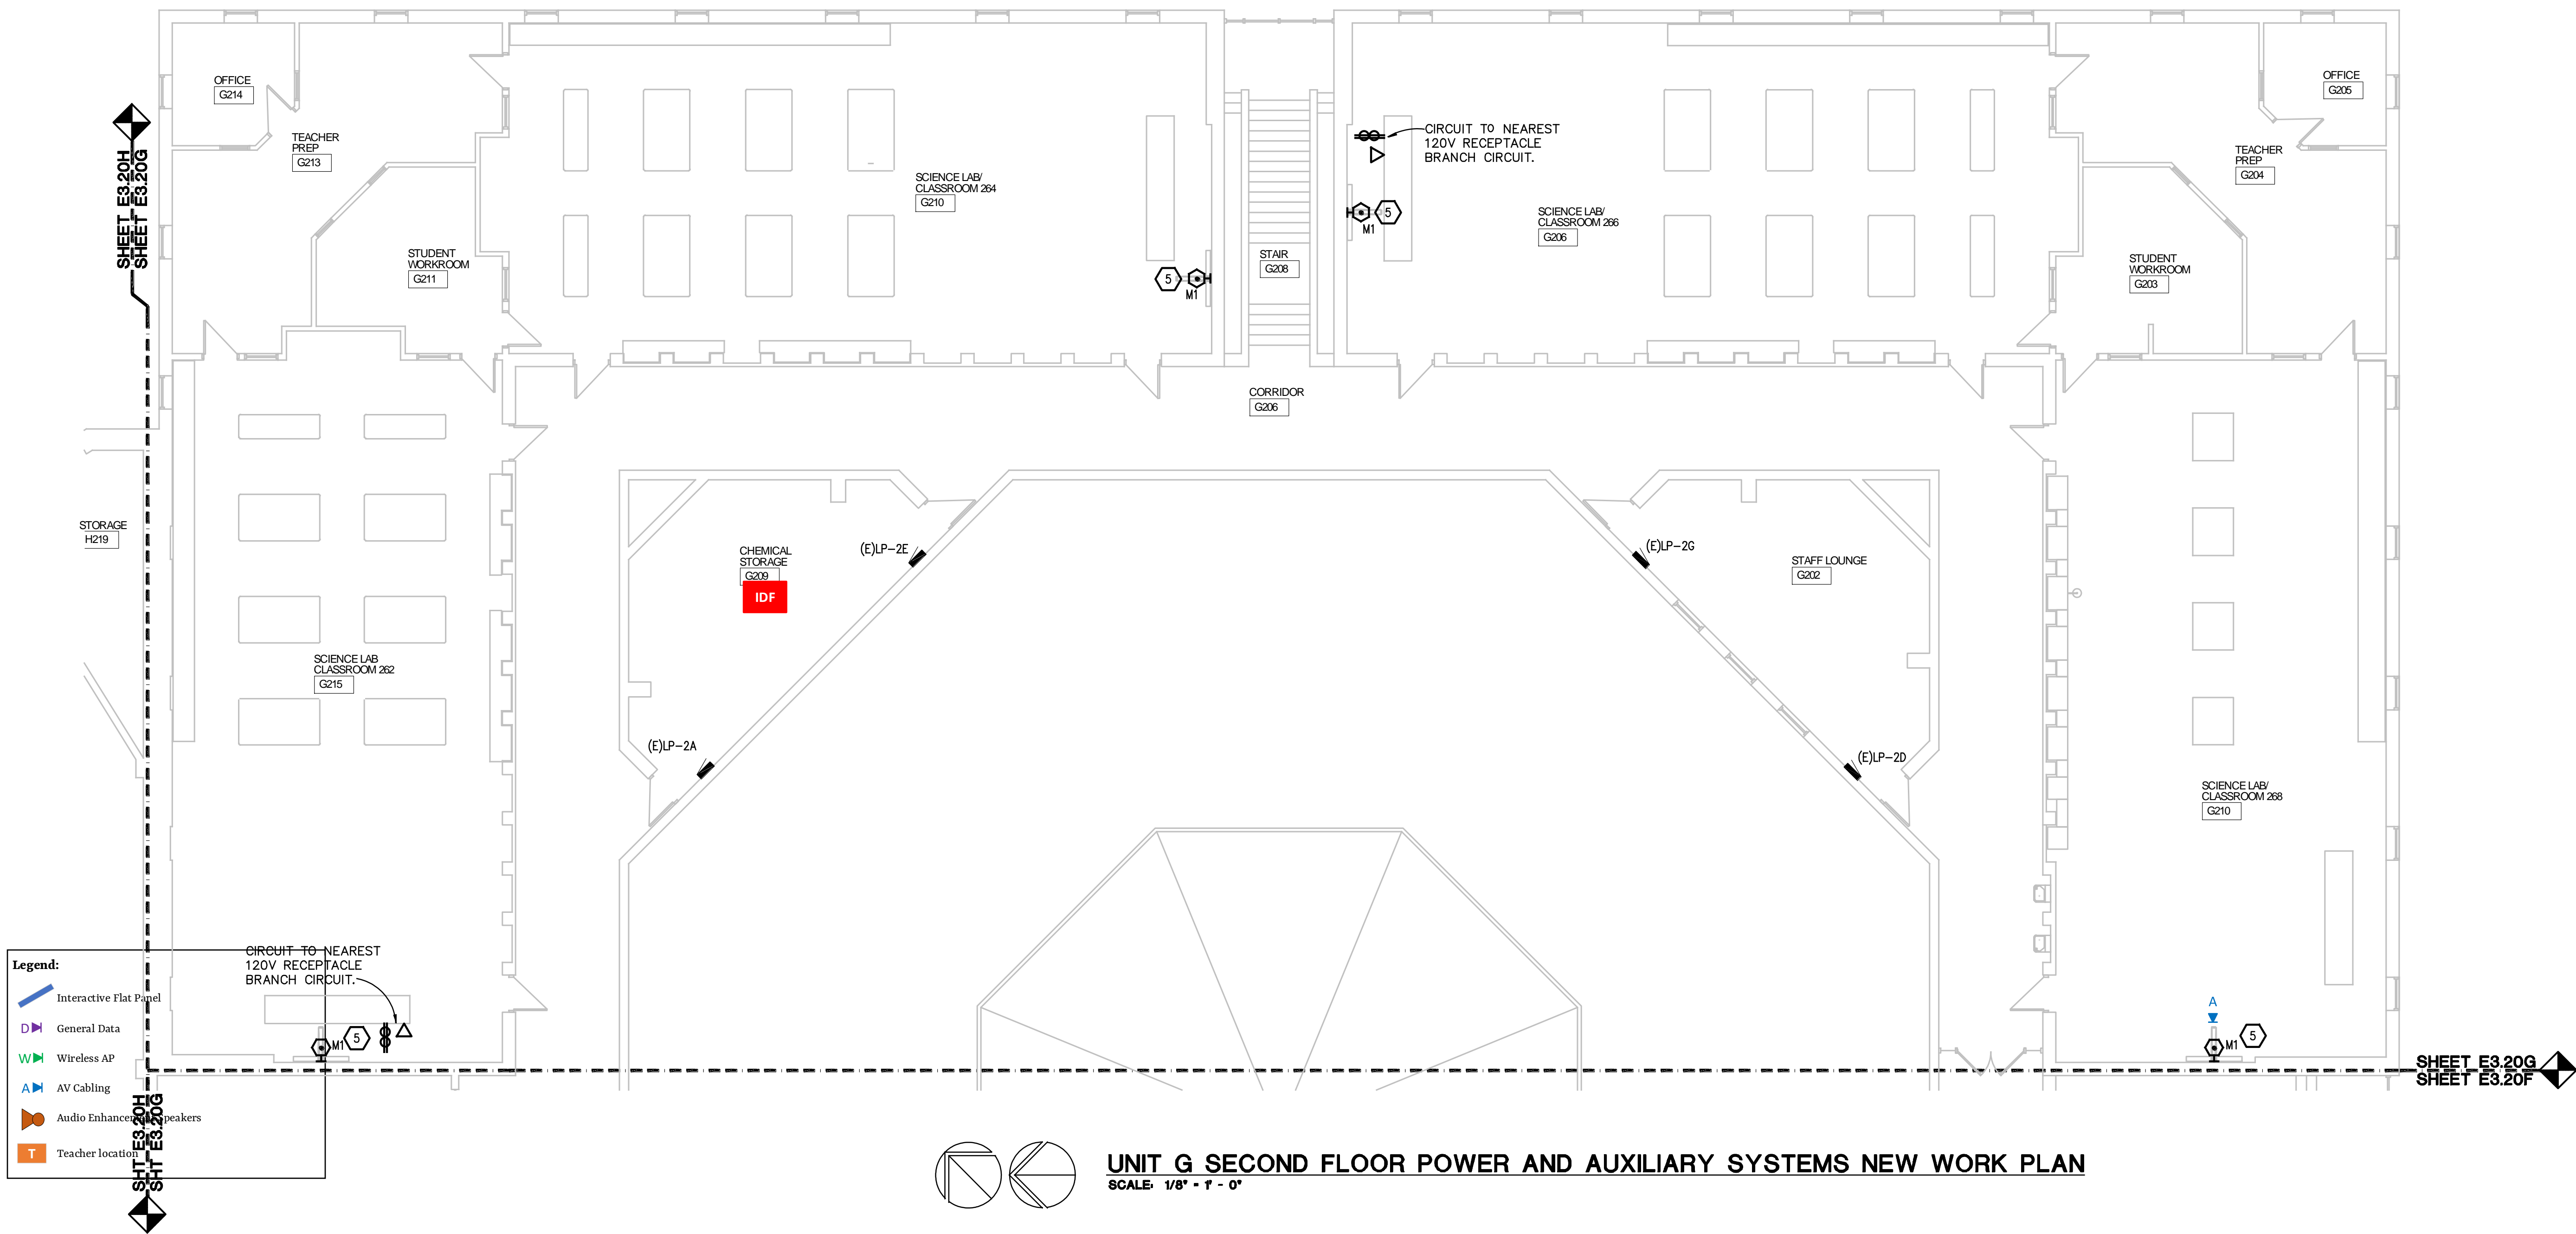 OFFICE
G214
TEACHER
PREP
G213
STUDENT
WORKROOM
G211
SHEET E3.20H
SHEET E3.20G
SCIENCE LAB/
CLASSROOM 264
G210
5
M1
STAIR
G208
CIRCUIT TO NEAREST
120V RECEPTACLE
BRANCH CIRCUIT.
5
M1
SCIENCE LAB/
CLASSROOM 266
G206
OFFICE
G205
TEACHER
PREP
G204
STUDENT
WORKROOM
G203
CORRIDOR
G206
STORAGE
H219
CHEMICAL
STORAGE
G209
IDF
(E)LP-2E
(E)LP-2G
STAFF LOUNGE
G202
SCIENCE LAB
CLASSROOM 262
G215
(E)LP-2A
(E)LP-2D
SCIENCE LAB/
CLASSROOM 268
G210
CIRCUIT TO NEAREST
120V RECEPTACLE
BRANCH CIRCUIT.
M1
5
A
M1
5
SHEET E3.20G
SHEET E3.20F
Legend:
Interactive Flat Panel
D General Data
W Wireless AP
A AV Cabling
Audio Enhancement Speakers
T Teacher location
SHT E3.20H
SHT E3.20G
UNIT G SECOND FLOOR POWER AND AUXILIARY SYSTEMS NEW WORK PLAN
SCALE: 1/8" - 1' - 0"